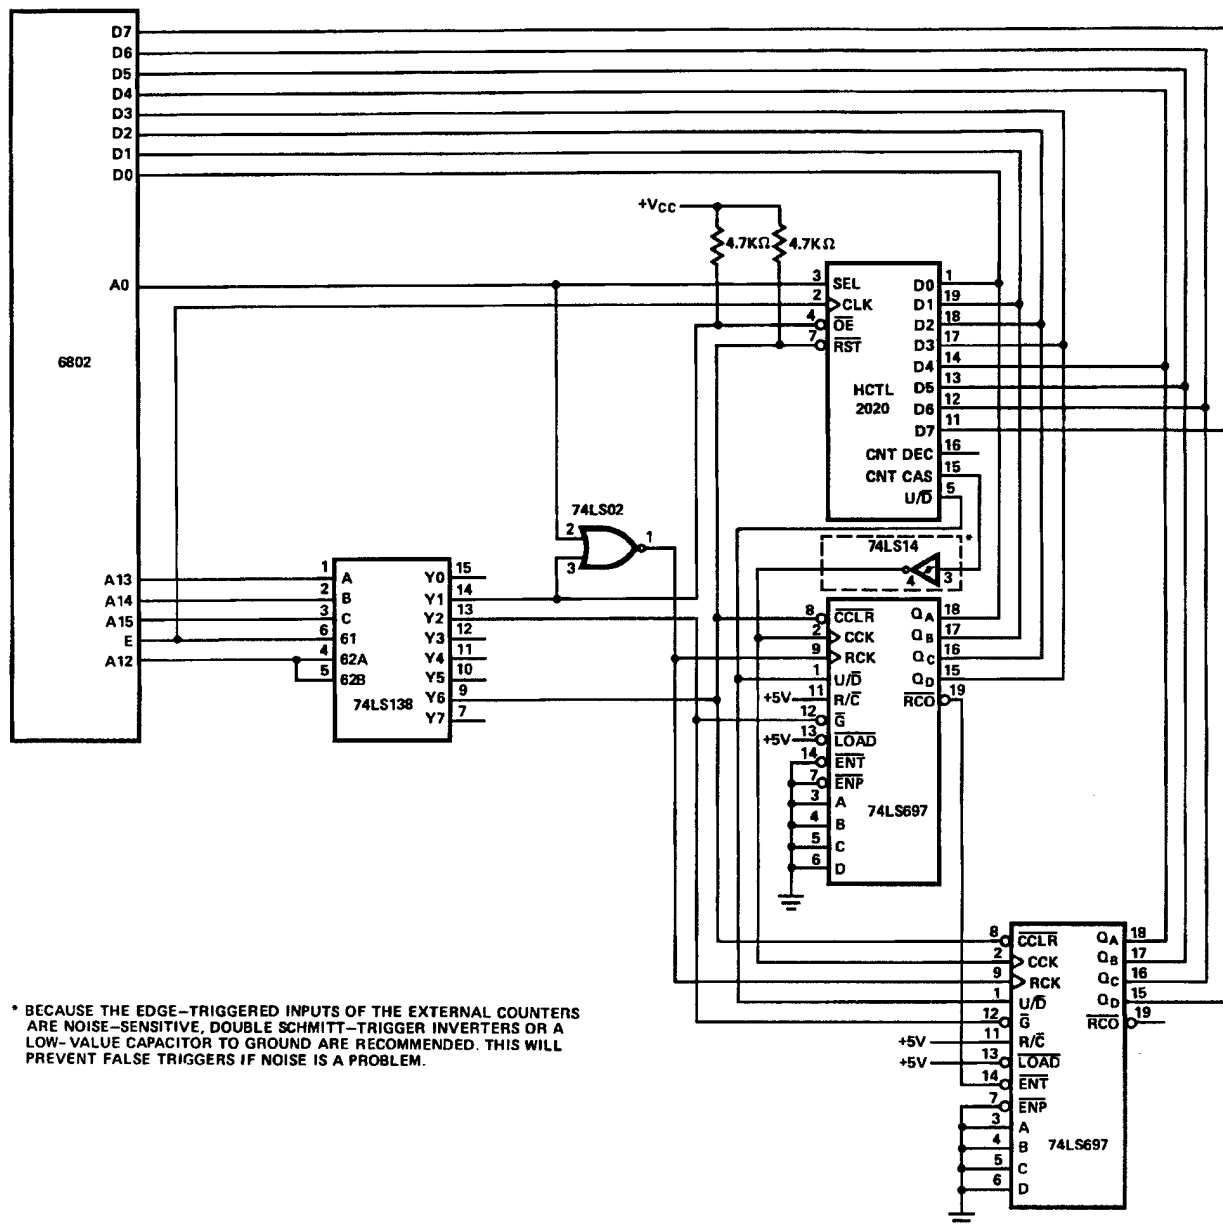 D7
D6
D5
D4
D3
D2
D1
D0
+VCC
4.7KΩ 4.7KΩ
A0
6802
3 SEL D0 1
2 CLK D1 19
4 OE D2 18
7 RST D3 17
D4 14
HCTL D5 13
2020 D6 12
D7 11
CNT DEC 16
CNT CAS 15
U/D 5
74LS02
2
1
3
74LS14 *
4 3
A13 1 A Y0 15
A14 2 B Y1 14
A15 3 C Y2 13
E 6 61 Y3 12
A12 4 62A Y4 11
5 62B Y5 10
74LS138 Y6 9
Y7 7
8 CCLR QA 18
2 CCK QB 17
9 RCK QC 16
1 U/D QD 15
+5V 11 R/C RCO 19
12 G
+5V 13 LOAD
14 ENT
7 ENP
3 A
4 B 74LS697
5 C
6 D
8 CCLR QA 18
2 CCK QB 17
9 RCK QC 16
1 U/D QD 15
12 G RCO 19
+5V 11 R/C
+5V 13 LOAD
14 ENT
7 ENP
3 A
4 B 74LS697
5 C
6 D
* BECAUSE THE EDGE–TRIGGERED INPUTS OF THE EXTERNAL COUNTERS
ARE NOISE–SENSITIVE, DOUBLE SCHMITT–TRIGGER INVERTERS OR A
LOW–VALUE CAPACITOR TO GROUND ARE RECOMMENDED. THIS WILL
PREVENT FALSE TRIGGERS IF NOISE IS A PROBLEM.